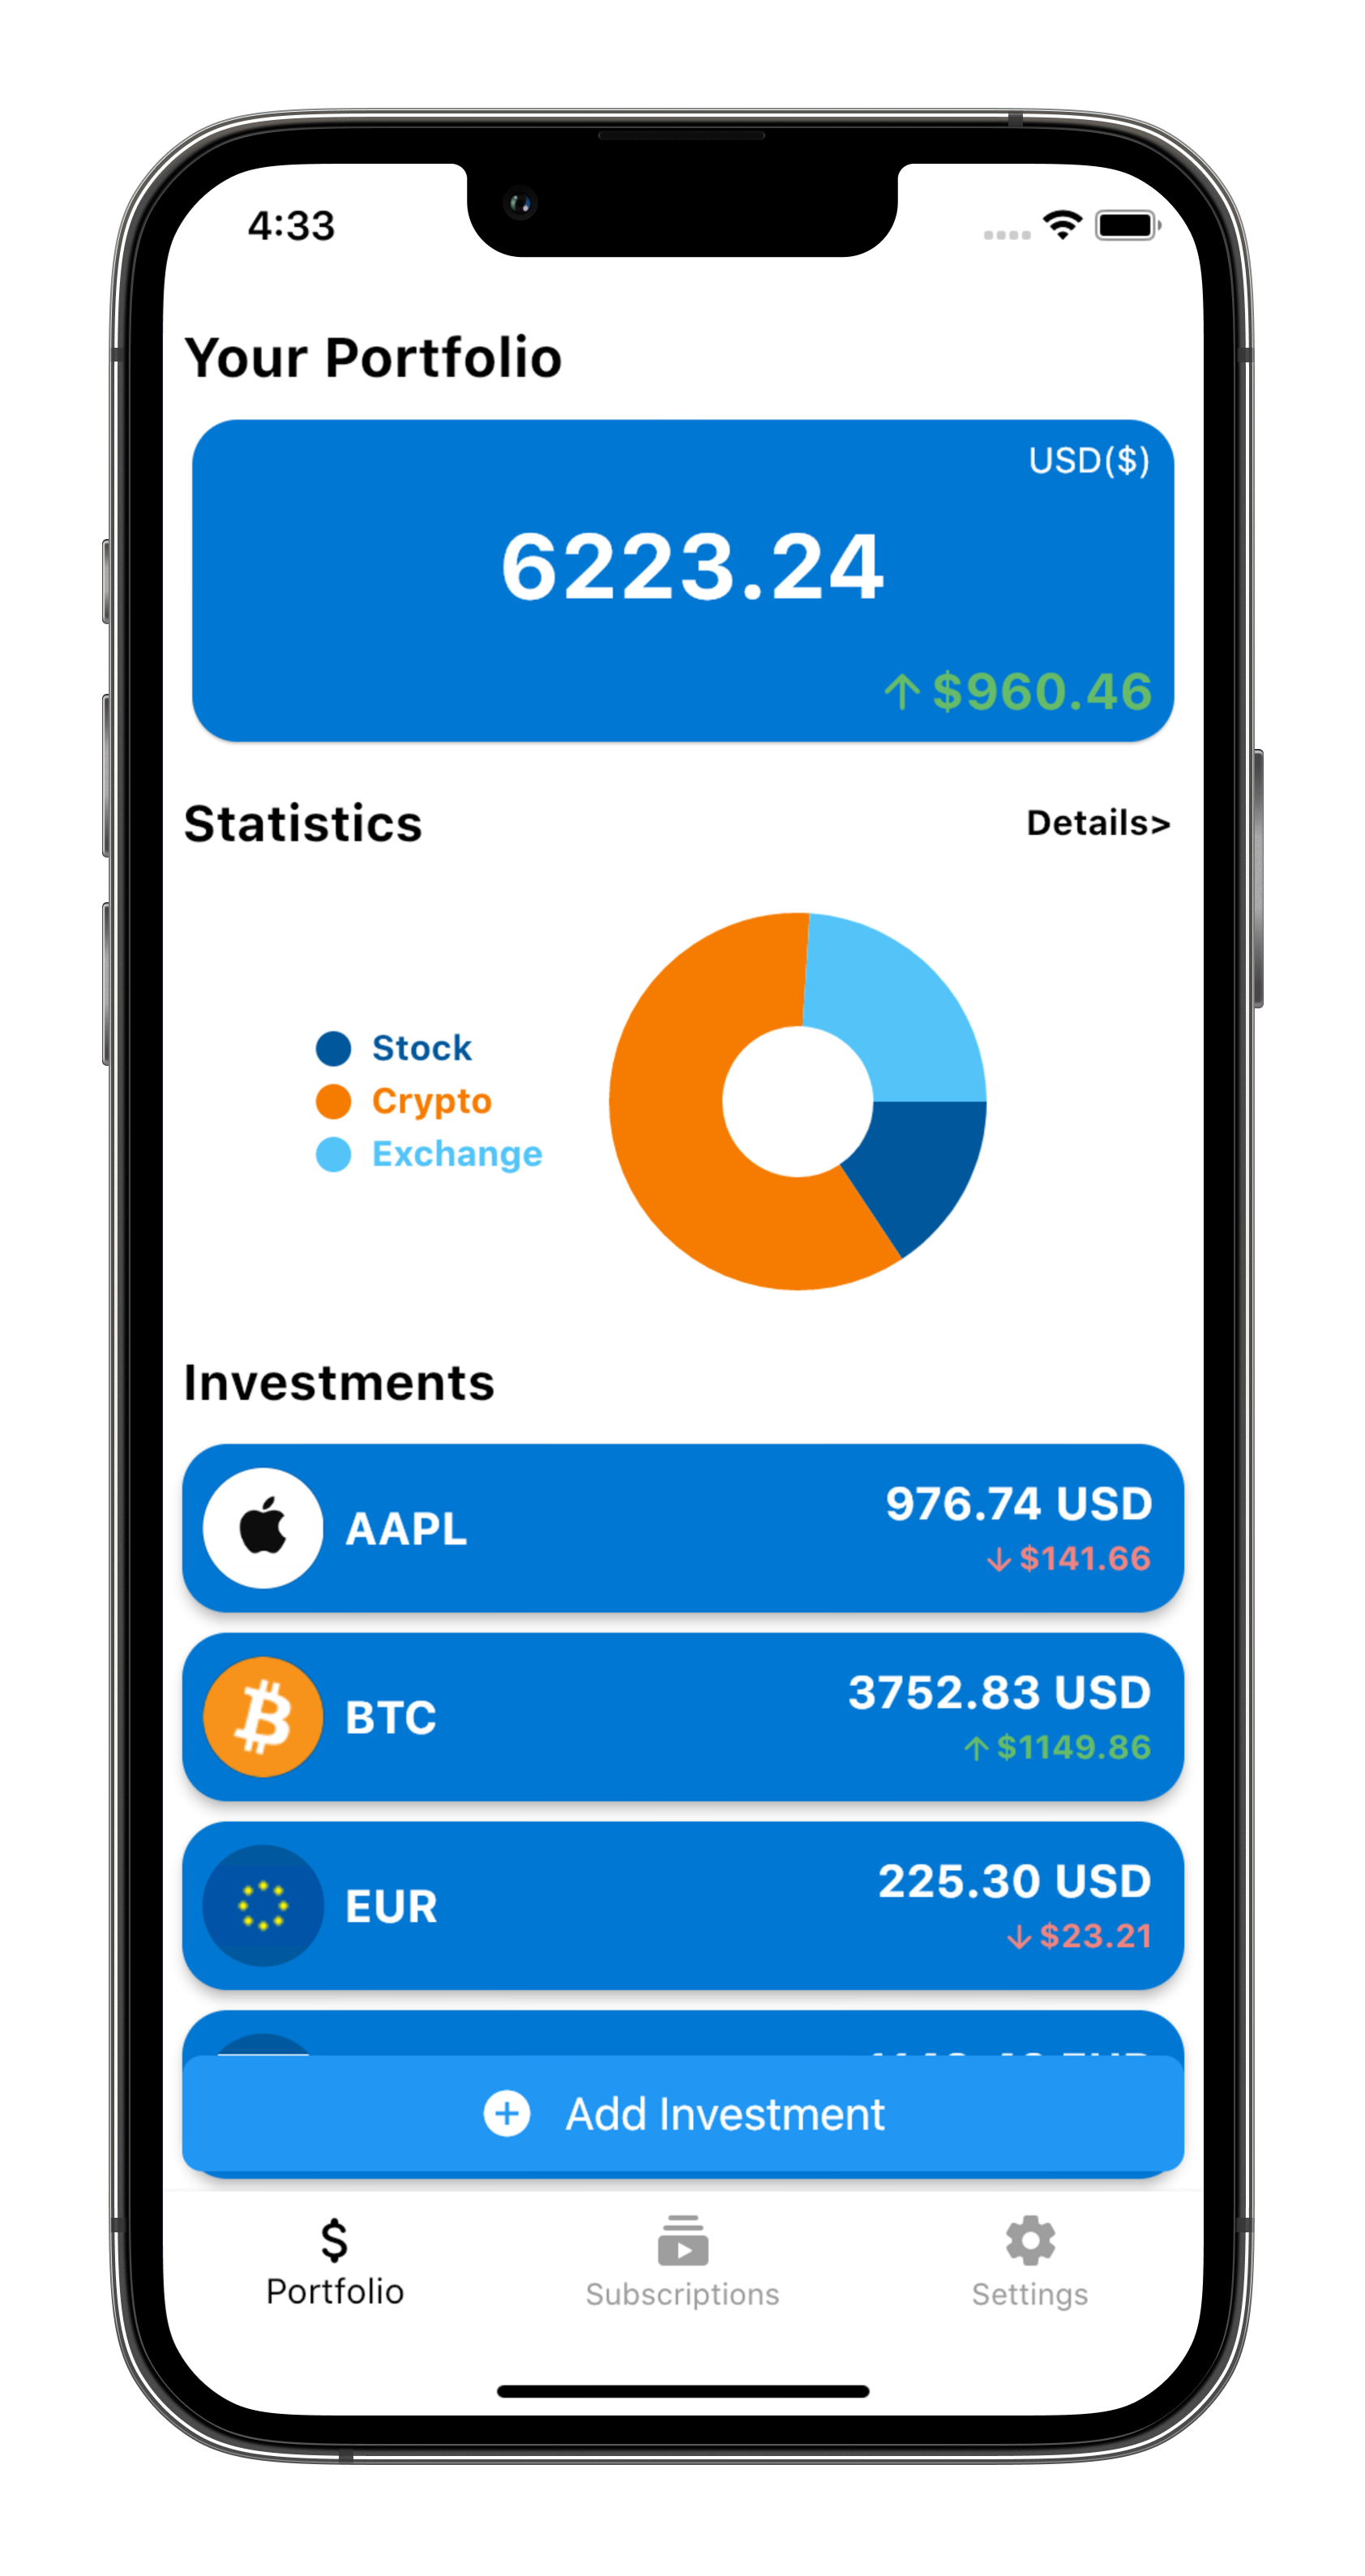 4:33
Your Portfolio
USD($)
6223.24
↑ $960.46
Statistics
Details>
Stock
Crypto
Exchange
Investments
AAPL
976.74 USD
↓ $141.66
BTC
3752.83 USD
↑ $1149.86
EUR
225.30 USD
↓ $23.21
Add Investment
Portfolio
Subscriptions
Settings